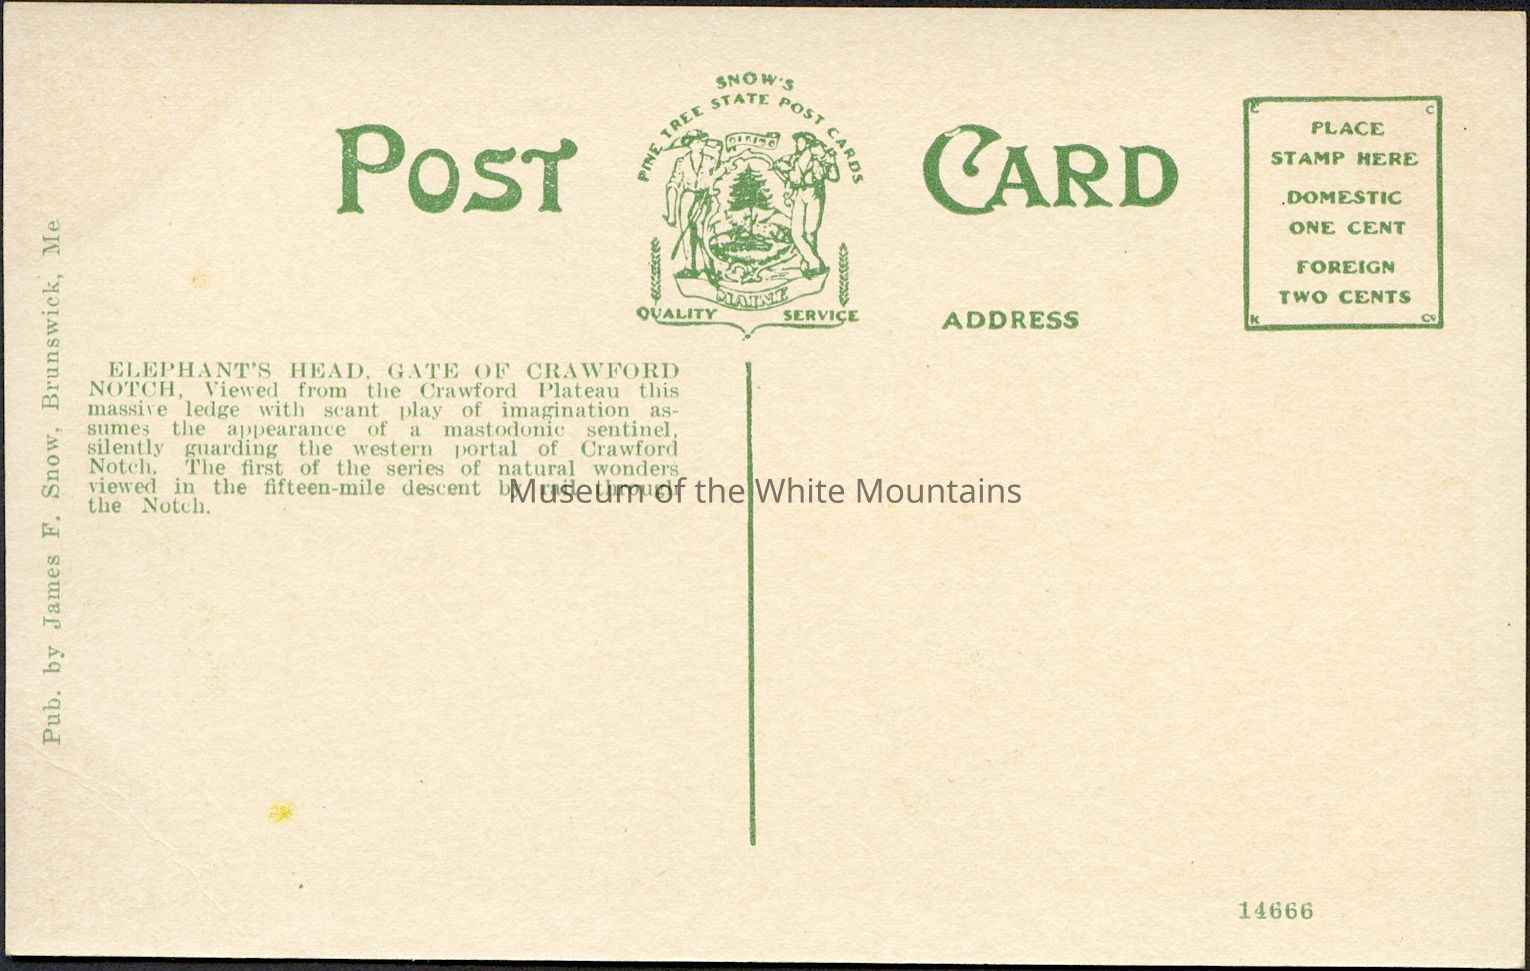 SNOW'S
PINE TREE STATE POST CARDS
POST CARD
DIRIGO
MAINE
QUALITY SERVICE
C C
PLACE
STAMP HERE
DOMESTIC
ONE CENT
FOREIGN
TWO CENTS
K Co
ADDRESS
Pub. by James F. Snow, Brunswick, Me
ELEPHANT'S HEAD, GATE OF CRAWFORD
NOTCH, Viewed from the Crawford Plateau this
massive ledge with scant play of imagination as-
sumes the appearance of a mastodonic sentinel,
silently guarding the western portal of Crawford
Notch. The first of the series of natural wonders
viewed in the fifteen-mile descent by rail through
the Notch.
Museum of the White Mountains
14666